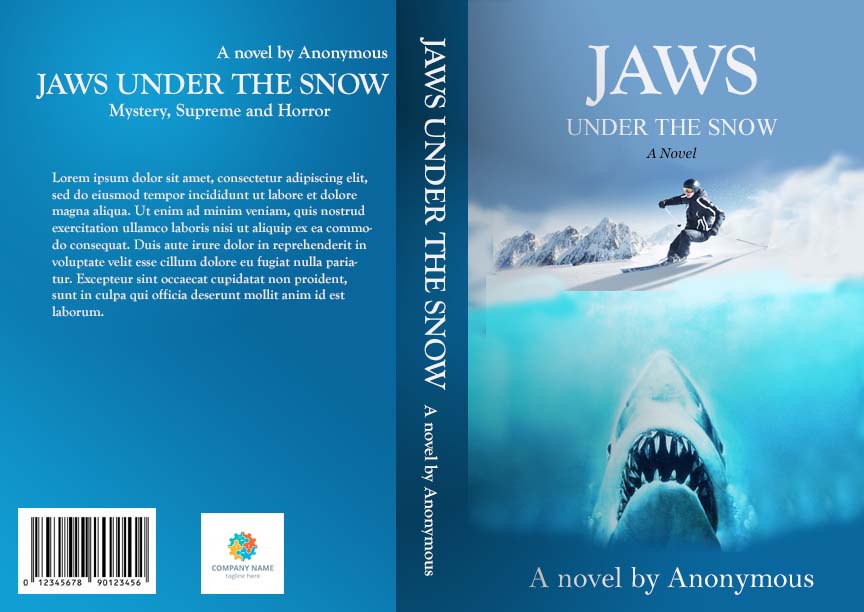 A novel by Anonymous
JAWS UNDER THE SNOW
Mystery, Supreme and Horror
Lorem ipsum dolor sit amet, consectetur adipiscing elit,
sed do eiusmod tempor incididunt ut labore et dolore
magna aliqua. Ut enim ad minim veniam, quis nostrud
exercitation ullamco laboris nisi ut aliquip ex ea commo-
do consequat. Duis aute irure dolor in reprehenderit in
voluptate velit esse cillum dolore eu fugiat nulla paria-
tur. Excepteur sint occaecat cupidatat non proident,
sunt in culpa qui officia deserunt mollit anim id est
laborum.
0 12345678 90123456
COMPANY NAME
tagline here
JAWS UNDER THE SNOW A novel by Anonymous
JAWS
UNDER THE SNOW
A Novel
A novel by Anonymous